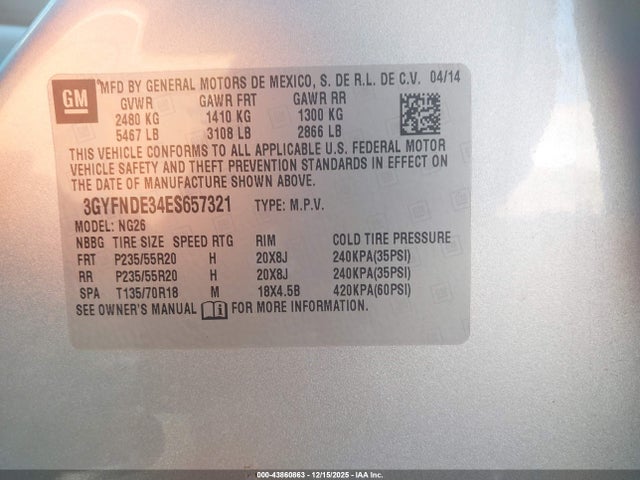 GM
MFD BY GENERAL MOTORS DE MEXICO, S. DE R.L. DE C.V. 04/14
GVWR GAWR FRT GAWR RR
2480 KG 1410 KG 1300 KG
5467 LB 3108 LB 2866 LB
THIS VEHICLE CONFORMS TO ALL APPLICABLE U.S. FEDERAL MOTOR
VEHICLE SAFETY AND THEFT PREVENTION STANDARDS IN EFFECT ON
THE DATE OF MANUFACTURE SHOWN ABOVE.
3GYFNDE34ES657321 TYPE: M.P.V.
MODEL: NG26
NBBG TIRE SIZE SPEED RTG RIM COLD TIRE PRESSURE
FRT P235/55R20 H 20X8J 240KPA(35PSI)
RR P235/55R20 H 20X8J 240KPA(35PSI)
SPA T135/70R18 M 18X4.5B 420KPA(60PSI)
SEE OWNER'S MANUAL FOR MORE INFORMATION.
000-43860863 - 12/15/2025 - IAA Inc.